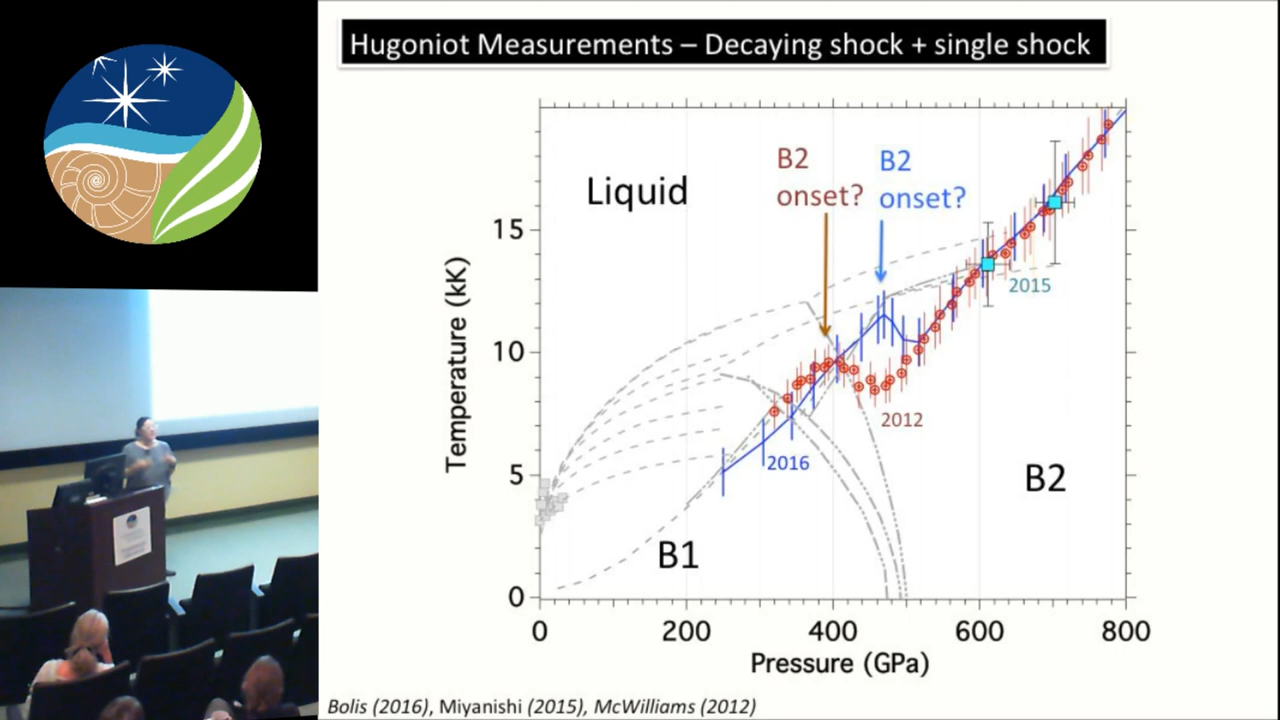 Hugoniot Measurements – Decaying shock + single shock
B2
onset?
B2
onset?
Liquid
15
10
5
0
Temperature (kK)
2015
2012
2016
B1
B2
0 200 400 600 800
Pressure (GPa)
Bolis (2016), Miyanishi (2015), McWilliams (2012)